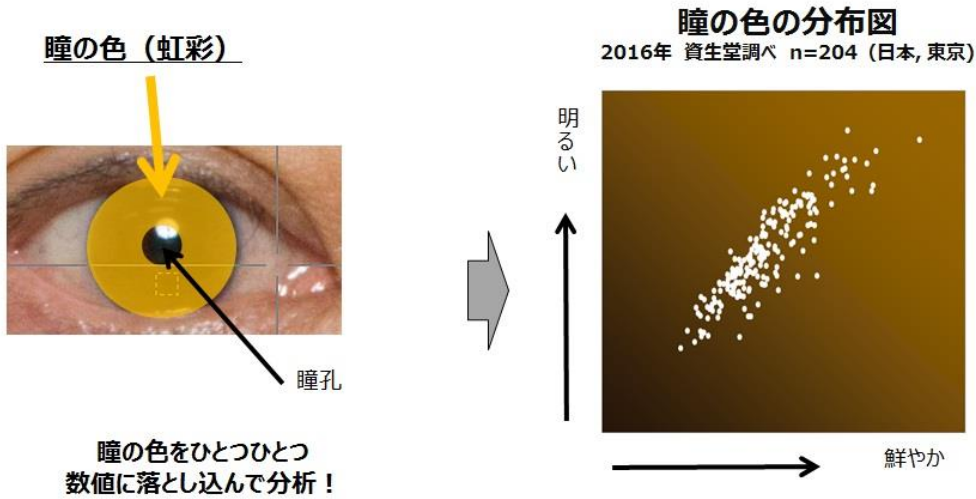 瞳の色（虹彩）
瞳孔
瞳の色をひとつひとつ
数値に落とし込んで分析！
瞳の色の分布図
2016年 資生堂調べ n=204 (日本, 東京)
明るい
鮮やか